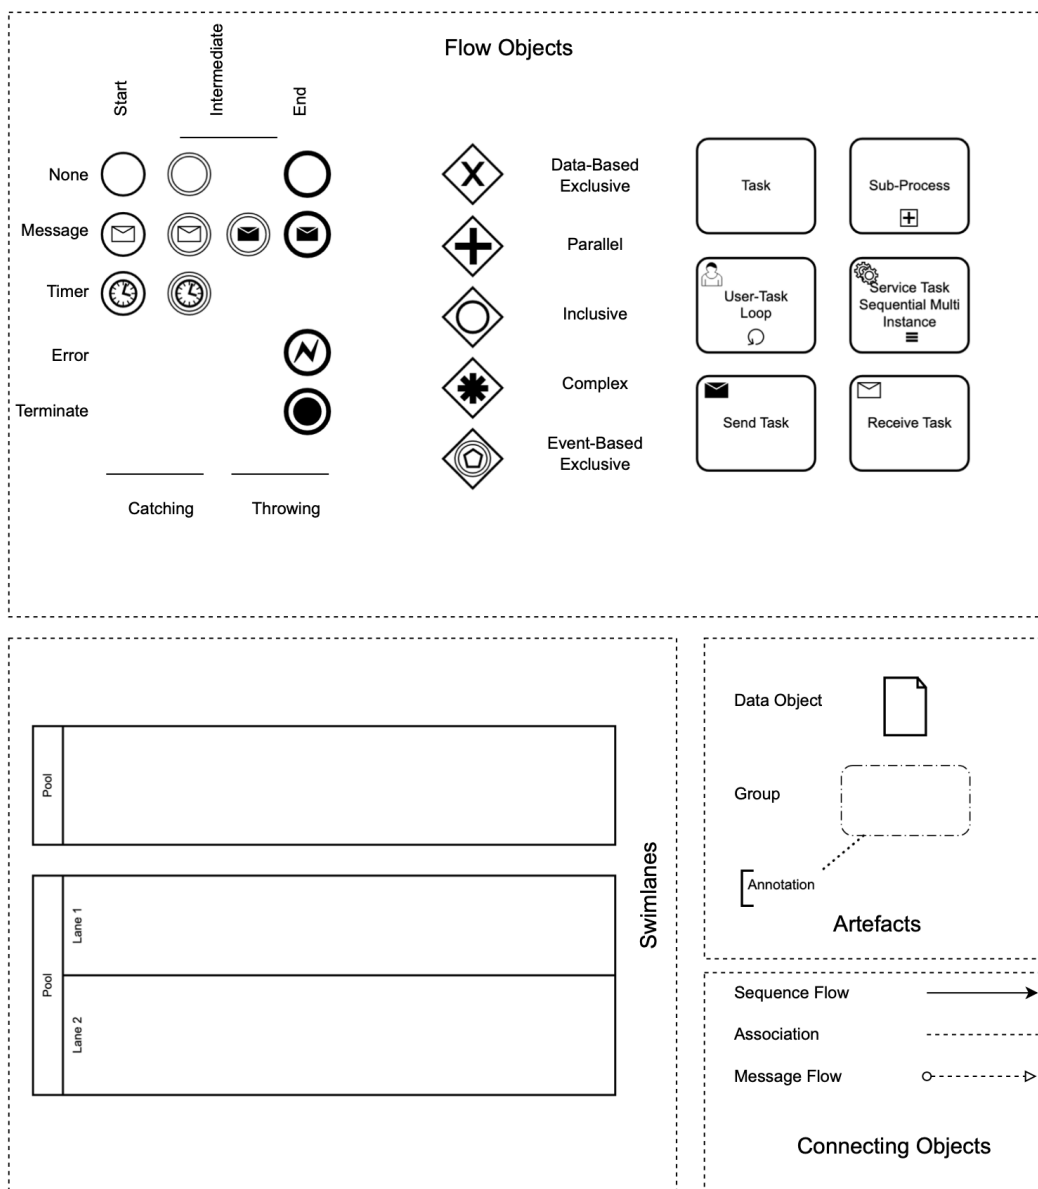 Flow Objects
Start
Intermediate
End
None
Message
Timer
Error
Terminate
Catching
Throwing
X
Data-Based
Exclusive
Parallel
Inclusive
Complex
Event-Based
Exclusive
Task
Sub-Process
User-Task
Loop
Service Task
Sequential Multi
Instance
Send Task
Receive Task
Pool
Pool
Lane 1
Lane 2
Swimlanes
Data Object
Group
Annotation
Artefacts
Sequence Flow
Association
Message Flow
Connecting Objects